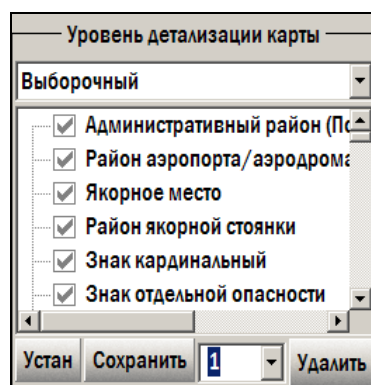 Уровень детализации карты
Выборочный
Административный район (По
Район аэропорта/аэродрома
Якорное место
Район якорной стоянки
Знак кардинальный
Знак отдельной опасности
Устан Сохранить 1 Удалить